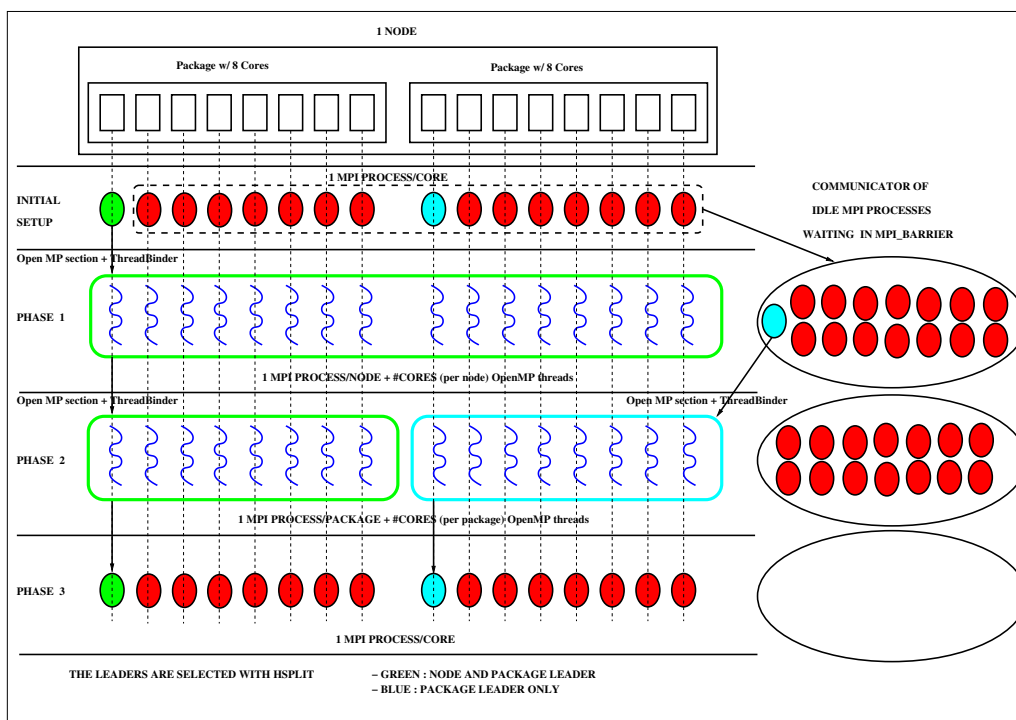 1 NODE
Package w/ 8 Cores
Package w/ 8 Cores
1 MPI PROCESS/CORE
INITIAL
SETUP
COMMUNICATOR OF
IDLE MPI PROCESSES
WAITING IN MPI_BARRIER
Open MP section + ThreadBinder
PHASE 1
1 MPI PROCESS/NODE + #CORES (per node) OpenMP threads
Open MP section + ThreadBinder
Open MP section + ThreadBinder
PHASE 2
1 MPI PROCESS/PACKAGE + #CORES (per package) OpenMP threads
PHASE 3
1 MPI PROCESS/CORE
THE LEADERS ARE SELECTED WITH HSPLIT
– GREEN : NODE AND PACKAGE LEADER
– BLUE : PACKAGE LEADER ONLY